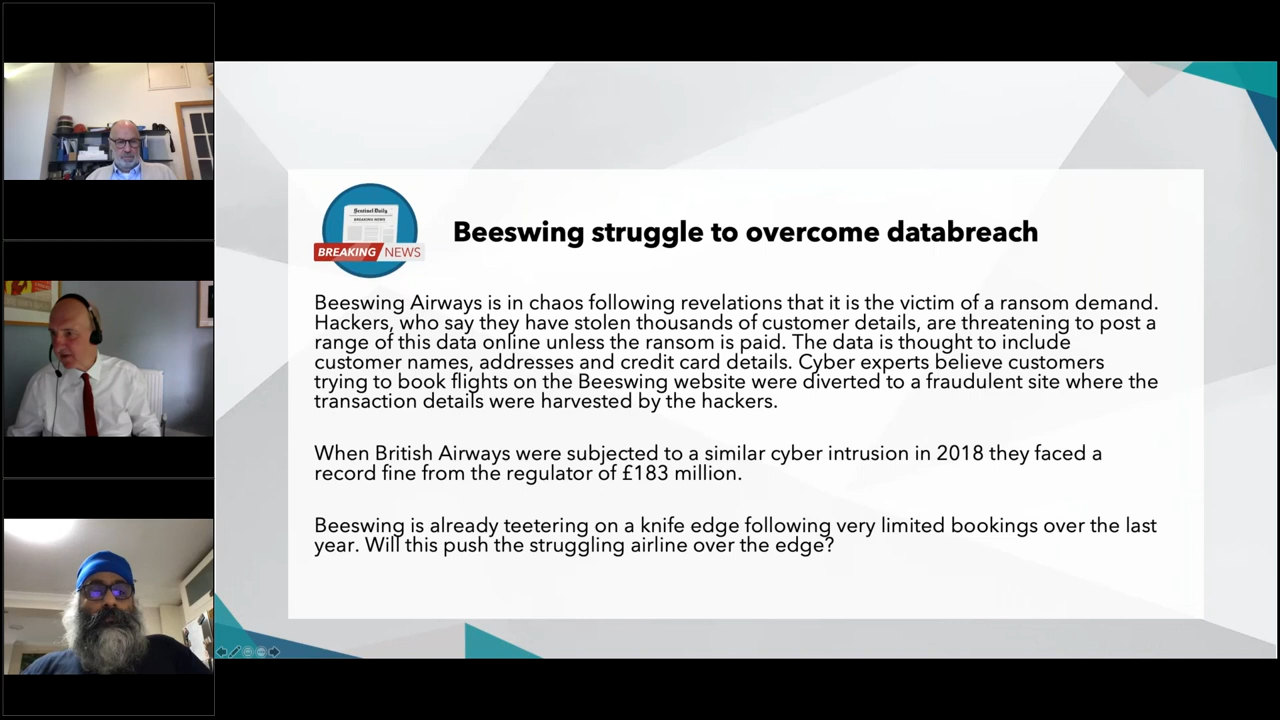 Sentinel Daily
BREAKING NEWS
BREAKING NEWS
Beeswing struggle to overcome databreach
Beeswing Airways is in chaos following revelations that it is the victim of a ransom demand.
Hackers, who say they have stolen thousands of customer details, are threatening to post a
range of this data online unless the ransom is paid. The data is thought to include
customer names, addresses and credit card details. Cyber experts believe customers
trying to book flights on the Beeswing website were diverted to a fraudulent site where the
transaction details were harvested by the hackers.
When British Airways were subjected to a similar cyber intrusion in 2018 they faced a
record fine from the regulator of £183 million.
Beeswing is already teetering on a knife edge following very limited bookings over the last
year. Will this push the struggling airline over the edge?